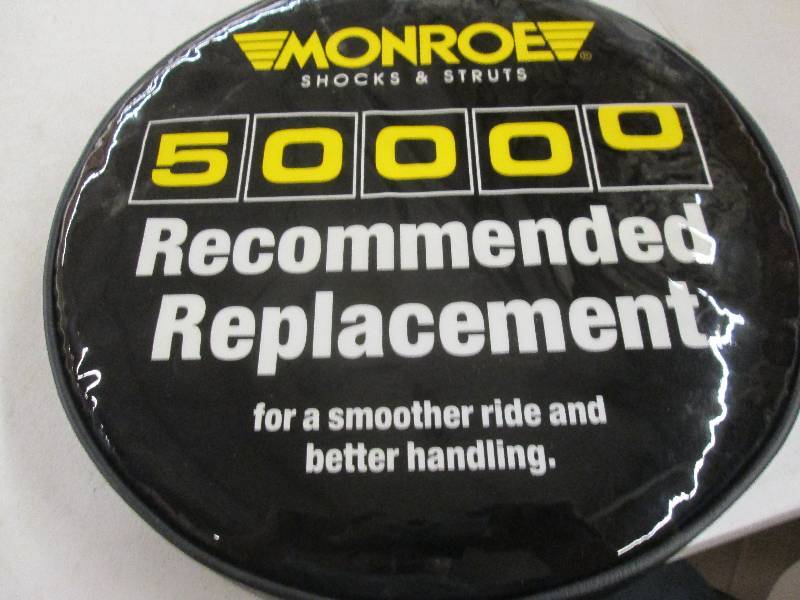 MONROE®
SHOCKS & STRUTS
50000
Recommended
Replacement
for a smoother ride and
better handling.